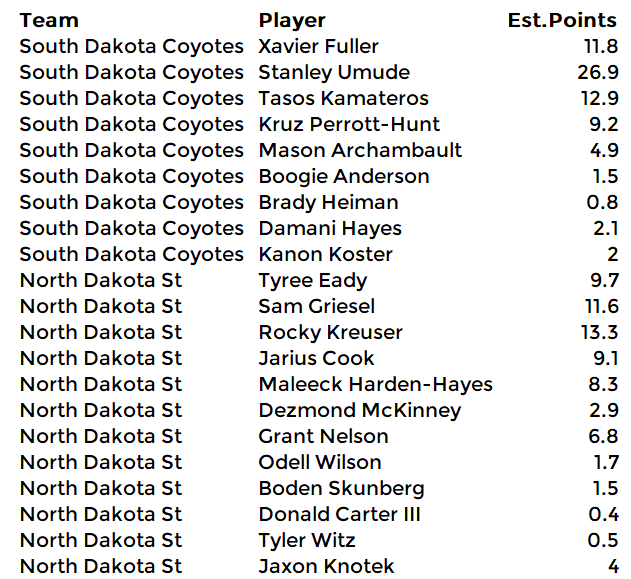 Team Player Est.Points
South Dakota Coyotes Xavier Fuller 11.8
South Dakota Coyotes Stanley Umude 26.9
South Dakota Coyotes Tasos Kamateros 12.9
South Dakota Coyotes Kruz Perrott-Hunt 9.2
South Dakota Coyotes Mason Archambault 4.9
South Dakota Coyotes Boogie Anderson 1.5
South Dakota Coyotes Brady Heiman 0.8
South Dakota Coyotes Damani Hayes 2.1
South Dakota Coyotes Kanon Koster 2
North Dakota St Tyree Eady 9.7
North Dakota St Sam Griesel 11.6
North Dakota St Rocky Kreuser 13.3
North Dakota St Jarius Cook 9.1
North Dakota St Maleeck Harden-Hayes 8.3
North Dakota St Dezmond McKinney 2.9
North Dakota St Grant Nelson 6.8
North Dakota St Odell Wilson 1.7
North Dakota St Boden Skunberg 1.5
North Dakota St Donald Carter III 0.4
North Dakota St Tyler Witz 0.5
North Dakota St Jaxon Knotek 4